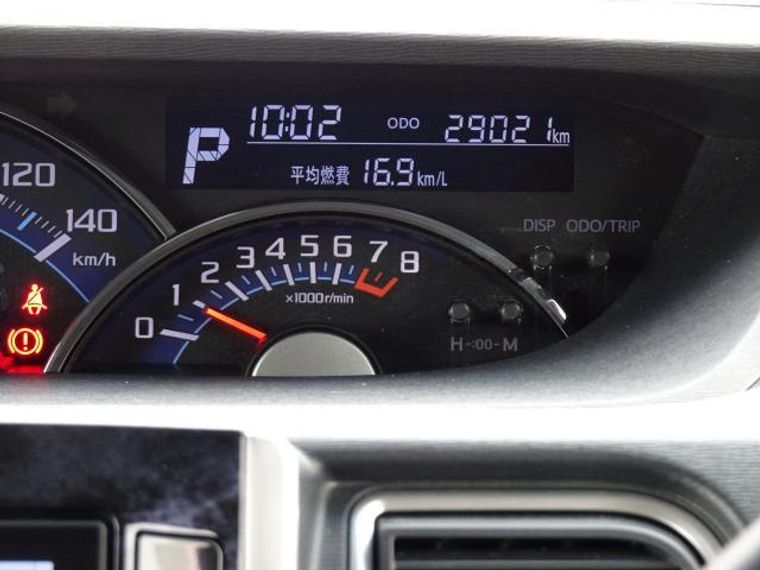 P 10:02 ODO 29021km
平均燃費 16.9km/L
120
140
km/h
0 1 2 3 4 5 6 7 8
×1000r/min
DISP ODO/TRIP
H -:00- M